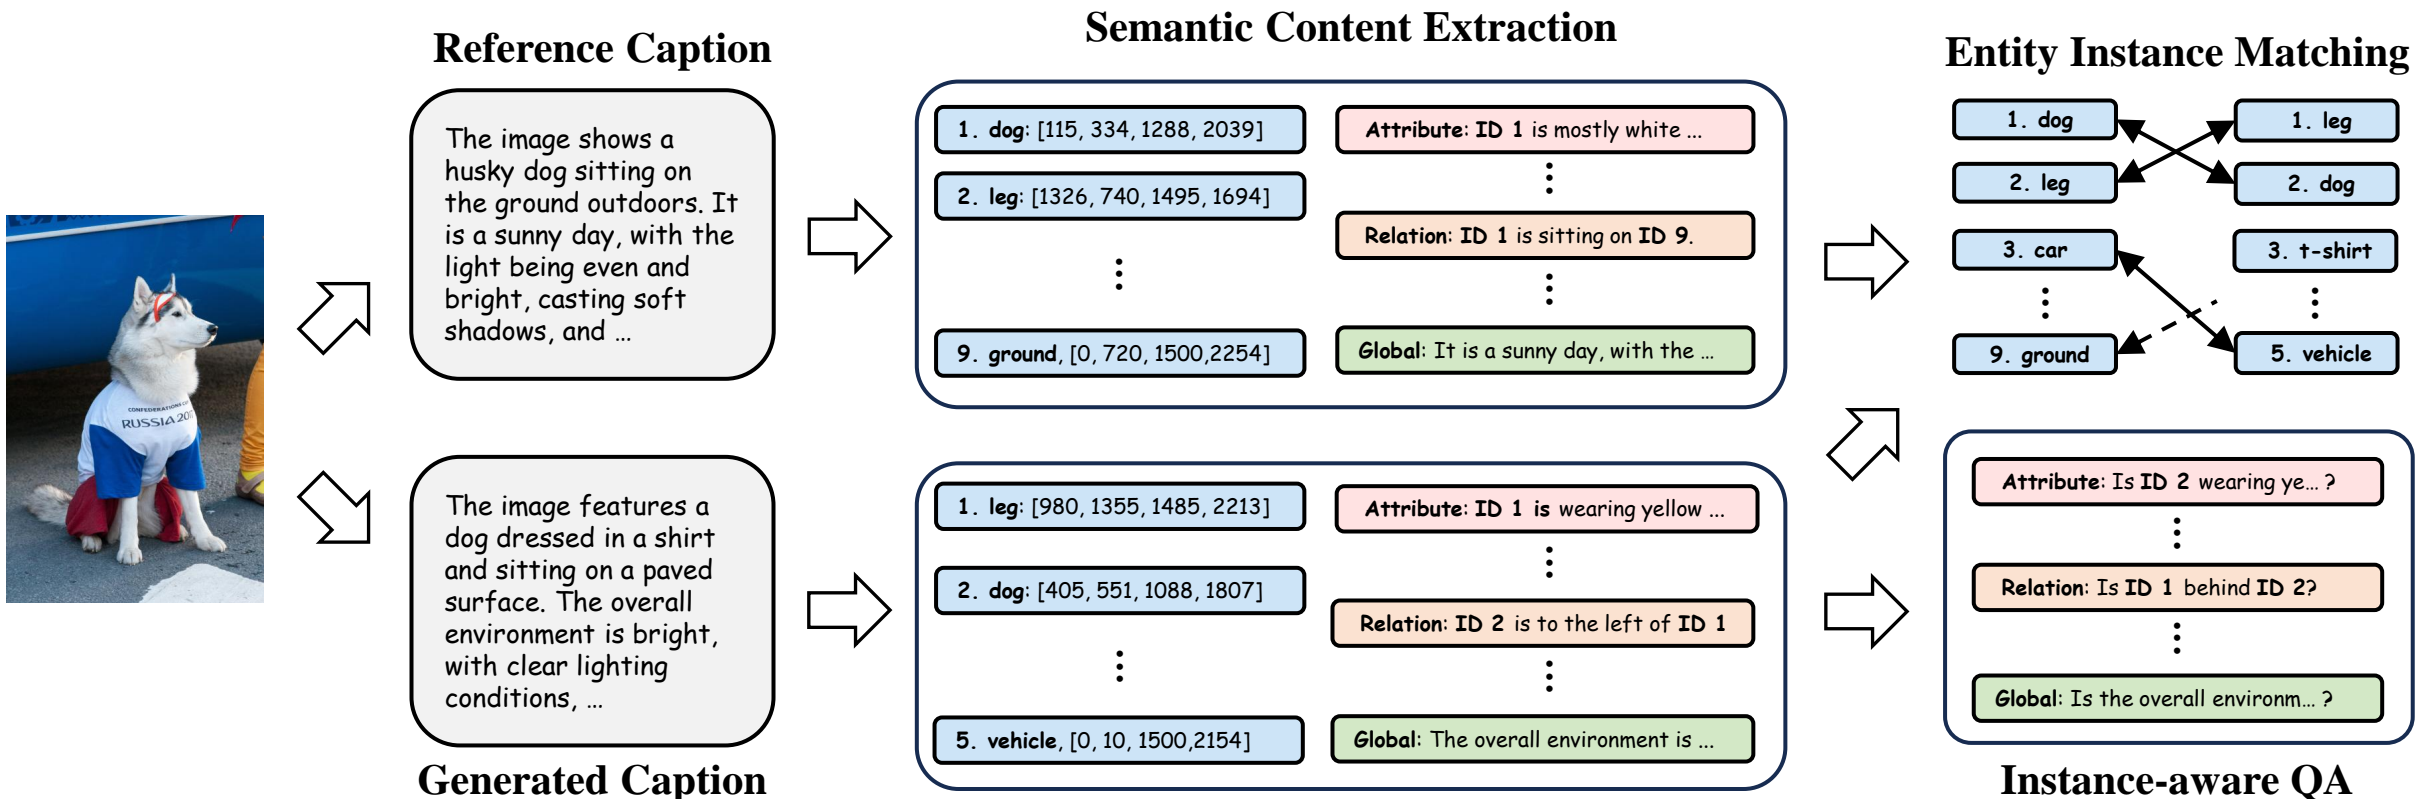 Reference Caption
The image shows a
husky dog sitting on
the ground outdoors. It
is a sunny day, with the
light being even and
bright, casting soft
shadows, and ...
The image features a
dog dressed in a shirt
and sitting on a paved
surface. The overall
environment is bright,
with clear lighting
conditions, ...
Generated Caption
CONFEDERATIONS
RUSSIA 201
Semantic Content Extraction
1. dog: [115, 334, 1288, 2039]
2. leg: [1326, 740, 1495, 1694]
9. ground, [0, 720, 1500,2254]
Attribute: ID 1 is mostly white ...
Relation: ID 1 is sitting on ID 9.
Global: It is a sunny day, with the ...
1. leg: [980, 1355, 1485, 2213]
2. dog: [405, 551, 1088, 1807]
5. vehicle, [0, 10, 1500,2154]
Attribute: ID 1 is wearing yellow ...
Relation: ID 2 is to the left of ID 1
Global: The overall environment is ...
Entity Instance Matching
1. dog
2. leg
3. car
9. ground
1. leg
2. dog
3. t-shirt
5. vehicle
Attribute: Is ID 2 wearing ye... ?
Relation: Is ID 1 behind ID 2?
Global: Is the overall environm... ?
Instance-aware QA